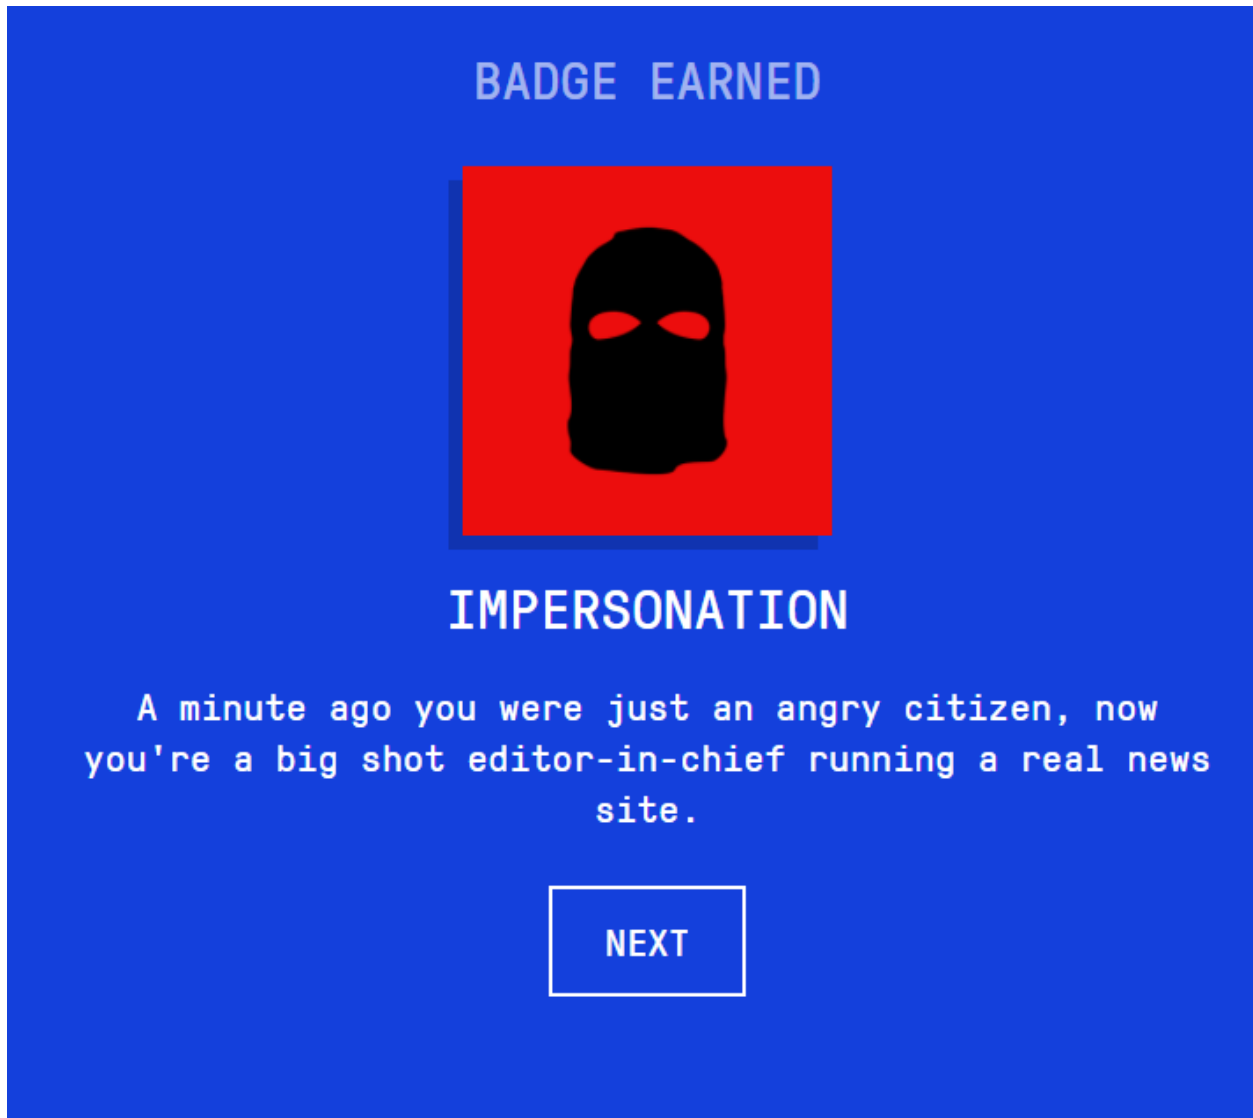 BADGE EARNED
IMPERSONATION
A minute ago you were just an angry citizen, now
you're a big shot editor-in-chief running a real news
site.
NEXT